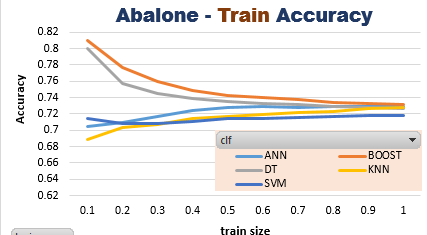 Abalone - Train Accuracy
0.82
0.8
0.78
0.76
0.74
0.72
0.7
0.68
0.66
0.64
0.62
Accuracy
clf
ANN BOOST
DT KNN
SVM
0.1 0.2 0.3 0.4 0.5 0.6 0.7 0.8 0.9 1
train size